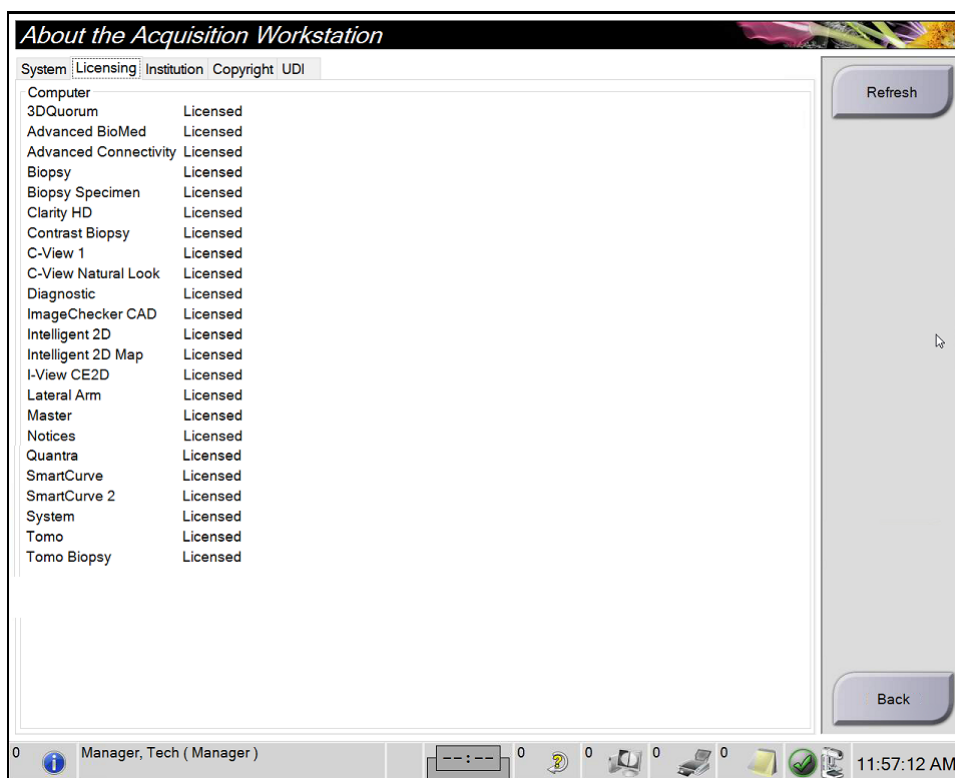 About the Acquisition Workstation
System Licensing Institution Copyright UDI
Computer
3DQuorum Licensed
Advanced BioMed Licensed
Advanced Connectivity Licensed
Biopsy Licensed
Biopsy Specimen Licensed
Clarity HD Licensed
Contrast Biopsy Licensed
C-View 1 Licensed
C-View Natural Look Licensed
Diagnostic Licensed
ImageChecker CAD Licensed
Intelligent 2D Licensed
Intelligent 2D Map Licensed
I-View CE2D Licensed
Lateral Arm Licensed
Master Licensed
Notices Licensed
Quantra Licensed
SmartCurve Licensed
SmartCurve 2 Licensed
System Licensed
Tomo Licensed
Tomo Biopsy Licensed
Refresh
Back
0 Manager, Tech ( Manager ) --:-- 0 0 0 0 11:57:12 AM